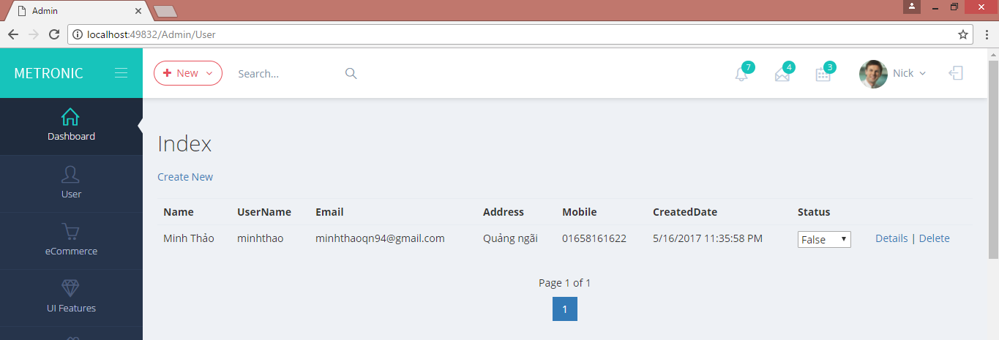 Admin
localhost:49832/Admin/User
METRONIC
New
Search...
7
4
3
Nick
Dashboard
User
eCommerce
UI Features
Index
Create New
Name UserName Email Address Mobile CreatedDate Status
Minh Thảo minhthao minhthaoqn94@gmail.com Quảng ngãi 01658161622 5/16/2017 11:35:58 PM False Details | Delete
Page 1 of 1
1